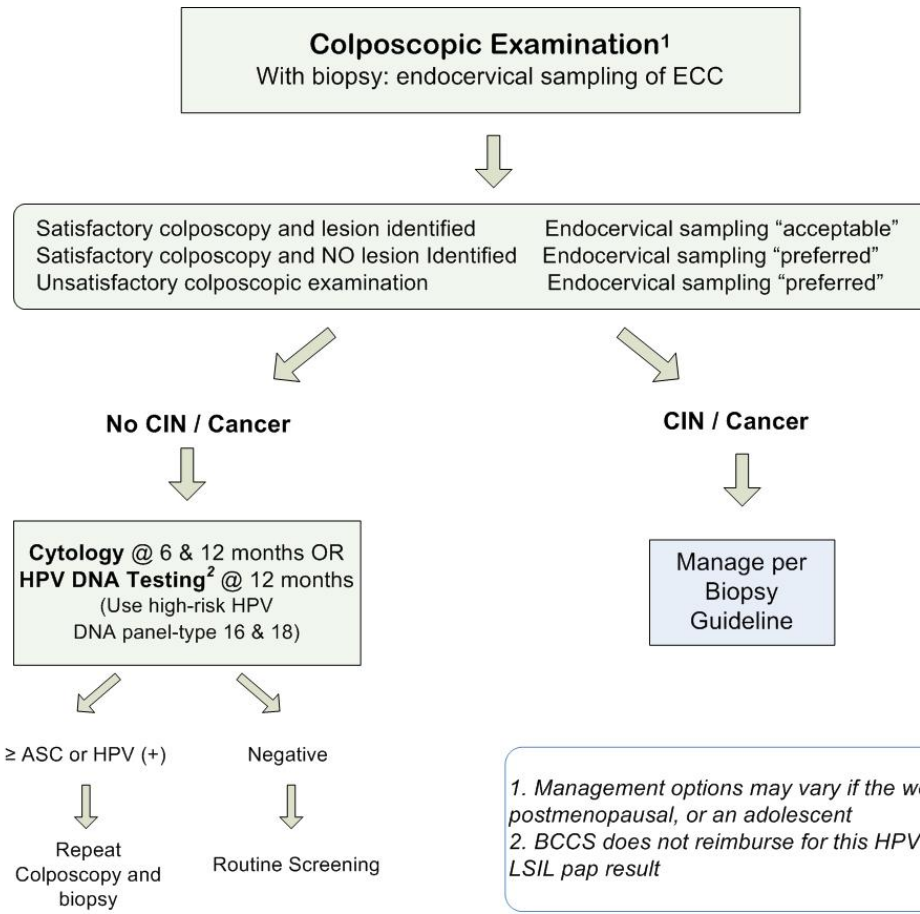 Colposcopic Examination¹
With biopsy: endocervical sampling of ECC
Satisfactory colposcopy and lesion identified Endocervical sampling “acceptable”
Satisfactory colposcopy and NO lesion Identified Endocervical sampling “preferred”
Unsatisfactory colposcopic examination Endocervical sampling “preferred”
No CIN / Cancer
CIN / Cancer
Cytology @ 6 & 12 months OR
HPV DNA Testing² @ 12 months
(Use high-risk HPV
DNA panel-type 16 & 18)
Manage per
Biopsy
Guideline
≥ ASC or HPV (+)
Negative
Repeat
Colposcopy and
biopsy
Routine Screening
1. Management options may vary if the
postmenopausal, or an adolescent
2. BCCS does not reimburse for this HPV
LSIL pap result